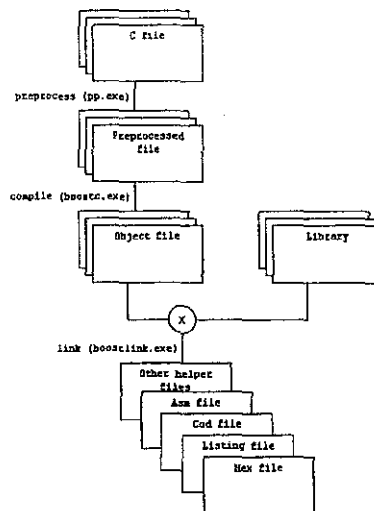 C file
preprocess (pp.exe)
Preprocessed
file
compile (boostc.exe)
Object file
Library
X
link (boostlink.exe)
Other helper
files
Asm file
Cod file
Listing file
Hex file